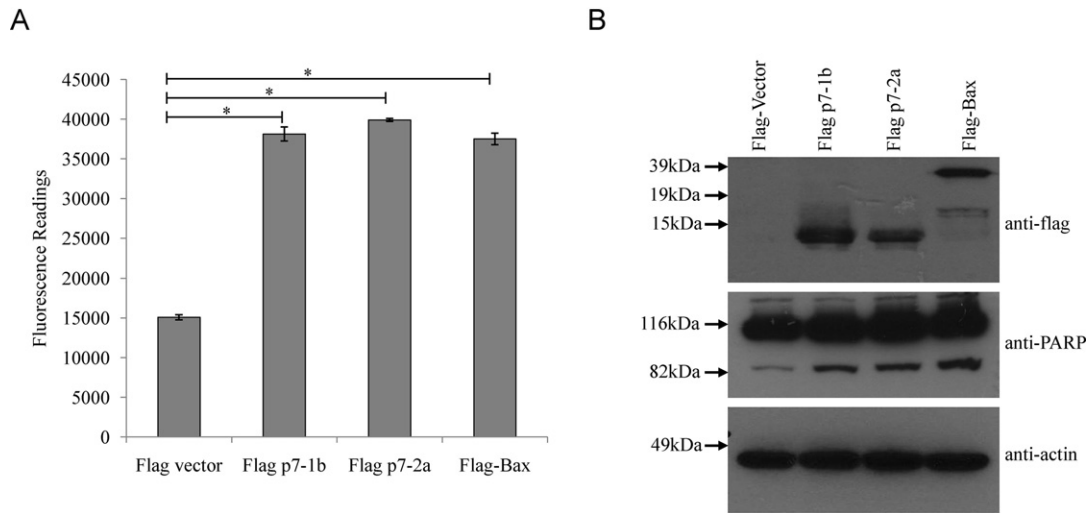 A
B
Fluorescence Readings
45000
40000
35000
30000
25000
20000
15000
10000
5000
0
*
*
*
Flag vector
Flag p7-1b
Flag p7-2a
Flag-Bax
Flag-Vector
Flag p7-1b
Flag p7-2a
Flag-Bax
39kDa
19kDa
15kDa
anti-flag
116kDa
82kDa
anti-PARP
49kDa
anti-actin